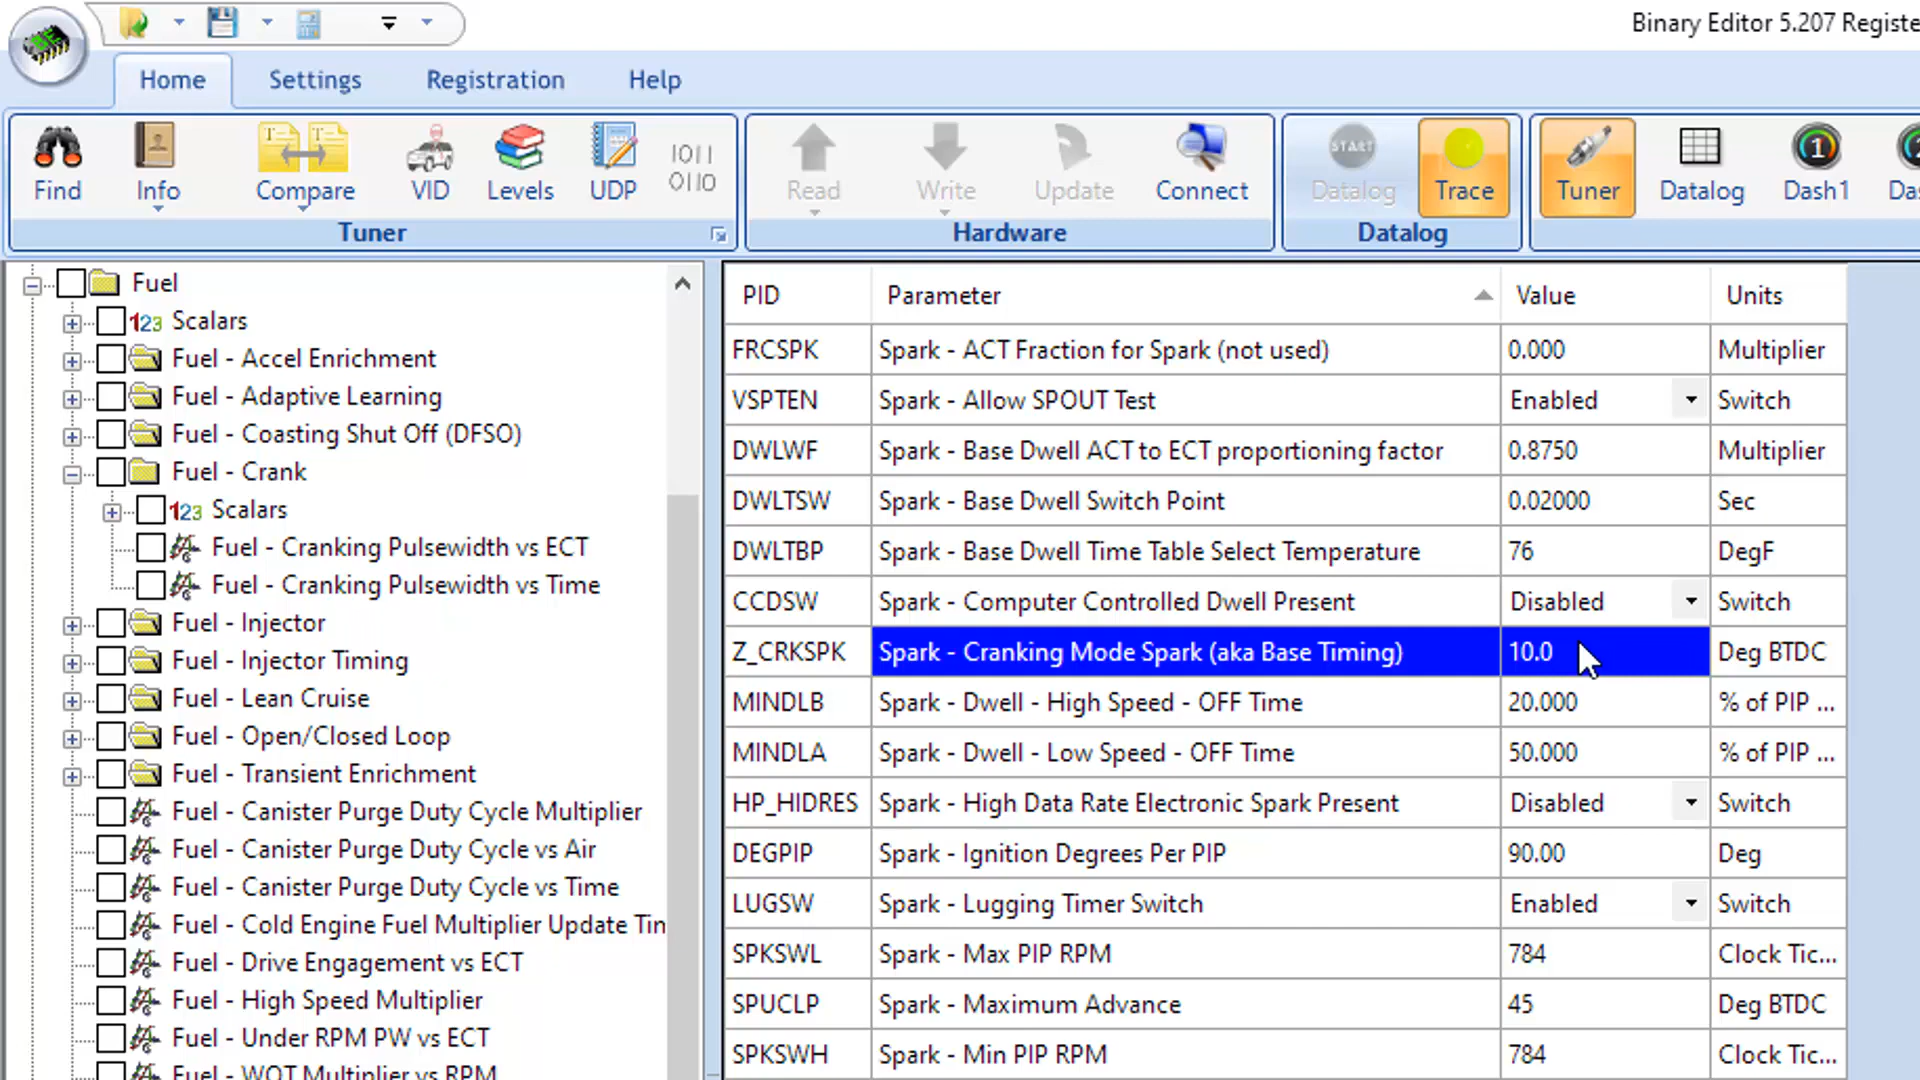 Binary Editor 5.207 Registe
Home Settings Registration Help
Find Info Compare VID Levels UDP 1011 0110
Read Write Update Connect
START Datalog Trace
Tuner Datalog Dash1
Tuner Hardware Datalog
Fuel
123 Scalars
Fuel - Accel Enrichment
Fuel - Adaptive Learning
Fuel - Coasting Shut Off (DFSO)
Fuel - Crank
123 Scalars
Fuel - Cranking Pulsewidth vs ECT
Fuel - Cranking Pulsewidth vs Time
Fuel - Injector
Fuel - Injector Timing
Fuel - Lean Cruise
Fuel - Open/Closed Loop
Fuel - Transient Enrichment
Fuel - Canister Purge Duty Cycle Multiplier
Fuel - Canister Purge Duty Cycle vs Air
Fuel - Canister Purge Duty Cycle vs Time
Fuel - Cold Engine Fuel Multiplier Update Tin
Fuel - Drive Engagement vs ECT
Fuel - High Speed Multiplier
Fuel - Under RPM PW vs ECT
Fuel - WOT Multiplier vs RPM
PID Parameter Value Units
FRCSPK Spark - ACT Fraction for Spark (not used) 0.000 Multiplier
VSPTEN Spark - Allow SPOUT Test Enabled Switch
DWLWF Spark - Base Dwell ACT to ECT proportioning factor 0.8750 Multiplier
DWLTSW Spark - Base Dwell Switch Point 0.02000 Sec
DWLTBP Spark - Base Dwell Time Table Select Temperature 76 DegF
CCDSW Spark - Computer Controlled Dwell Present Disabled Switch
Z_CRKSPK Spark - Cranking Mode Spark (aka Base Timing) 10.0 Deg BTDC
MINDLB Spark - Dwell - High Speed - OFF Time 20.000 % of PIP ...
MINDLA Spark - Dwell - Low Speed - OFF Time 50.000 % of PIP ...
HP_HIDRES Spark - High Data Rate Electronic Spark Present Disabled Switch
DEGPIP Spark - Ignition Degrees Per PIP 90.00 Deg
LUGSW Spark - Lugging Timer Switch Enabled Switch
SPKSWL Spark - Max PIP RPM 784 Clock Tic...
SPUCLP Spark - Maximum Advance 45 Deg BTDC
SPKSWH Spark - Min PIP RPM 784 Clock Tic...